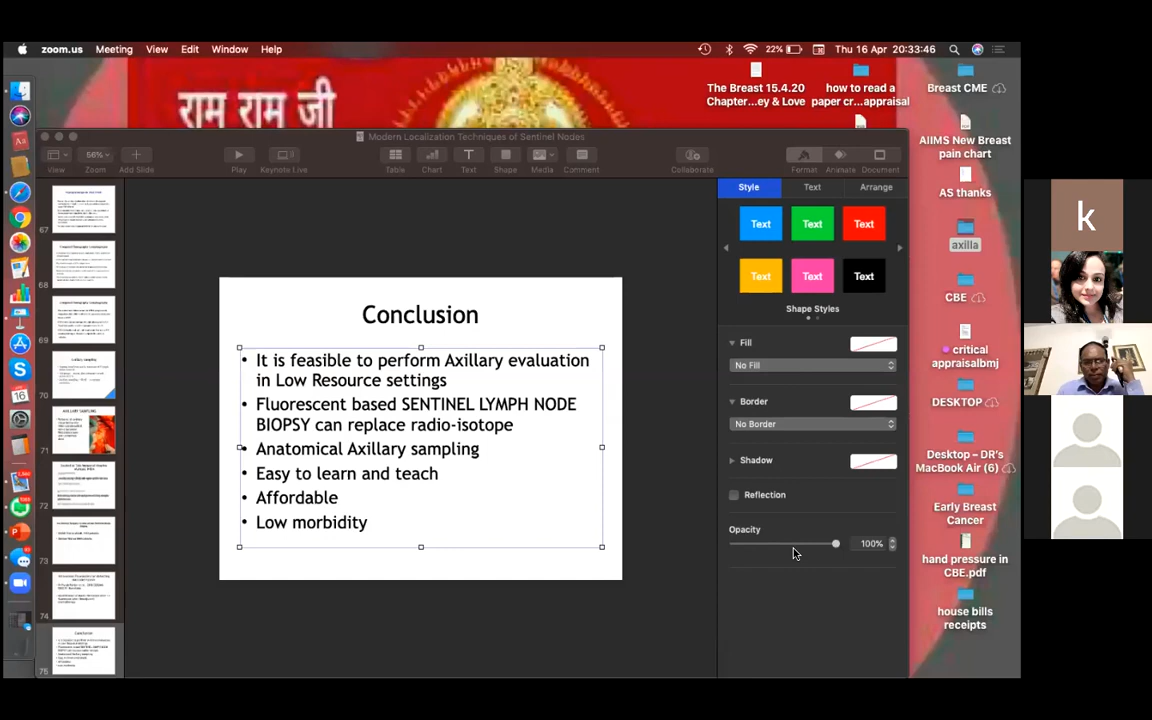 zoom.us Meeting View Edit Window Help
22% Thu 16 Apr 20:33:46
राम राम जी
The Breast 15.4.20
Chapter...ey & Love
how to read a
paper cr...appraisal
Breast CME
AIIMS New Breast
pain chart
AS thanks
axilla
CBE
critical
appraisalbmj
DESKTOP
Desktop – DR's
MacBook Air (6)
Early Breast
Cancer
hand pressure in
CBE.pdf
house bills
receipts
Modern Localization Techniques of Sentinel Nodes
56%
View Zoom Add Slide Play Keynote Live Table Chart Text Shape Media Comment Collaborate Format Animate Document
Style Text Arrange
Text Text Text
Text Text Text
Shape Styles
Fill
No Fill
Border
No Border
Shadow
Reflection
Opacity
100%
67
68
69
70
AXILLARY SAMPLING
71
72
73
74
Conclusion
75
Conclusion
• It is feasible to perform Axillary evaluation
in Low Resource settings
• Fluorescent based SENTINEL LYMPH NODE
BIOPSY can replace radio-isotope
• Anatomical Axillary sampling
• Easy to learn and teach
• Affordable
• Low morbidity
k